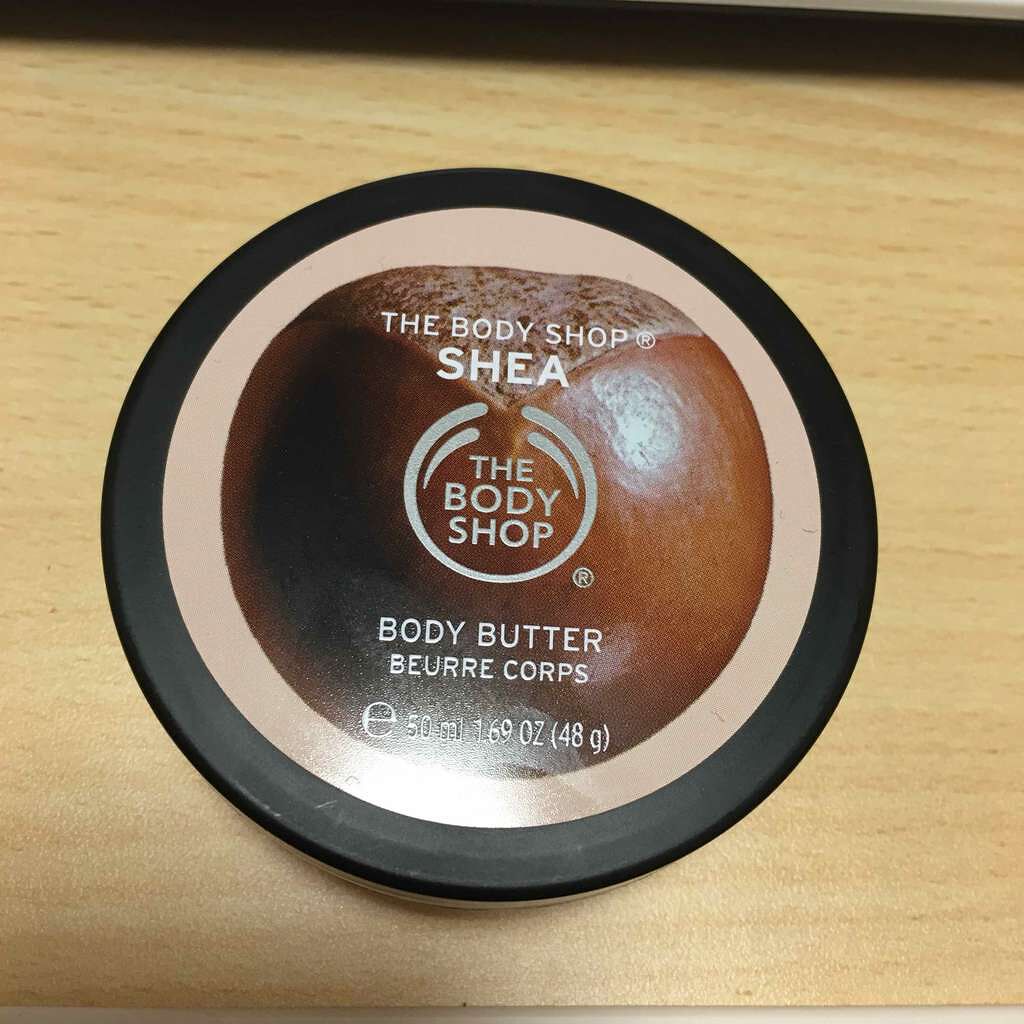 THE BODY SHOP ®
SHEA
THE
BODY
SHOP
®
BODY BUTTER
BEURRE CORPS
e 50 ml 1.69 OZ (48 g)